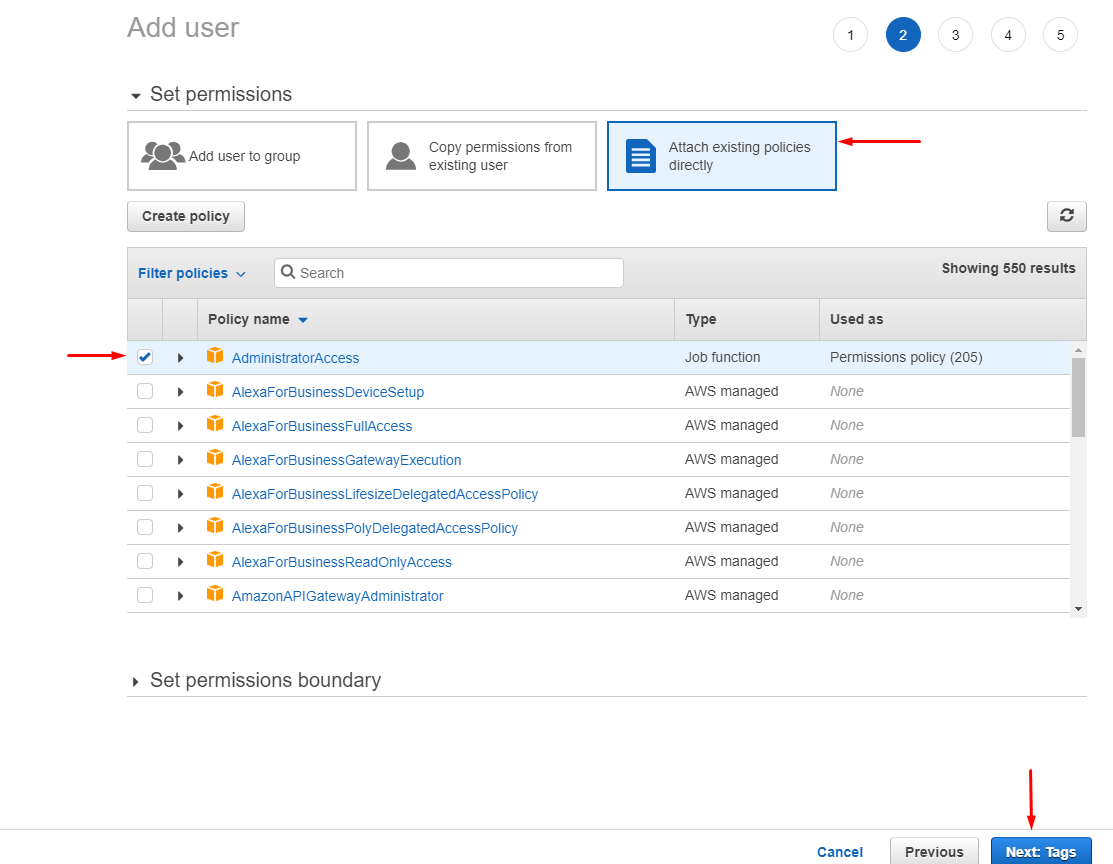 Add user
1 2 3 4 5
Set permissions
Add user to group
Copy permissions from
existing user
Attach existing policies
directly
Create policy
Filter policies
Search
Showing 550 results
Policy name Type Used as
AdministratorAccess Job function Permissions policy (205)
AlexaForBusinessDeviceSetup AWS managed None
AlexaForBusinessFullAccess AWS managed None
AlexaForBusinessGatewayExecution AWS managed None
AlexaForBusinessLifesizeDelegatedAccessPolicy AWS managed None
AlexaForBusinessPolyDelegatedAccessPolicy AWS managed None
AlexaForBusinessReadOnlyAccess AWS managed None
AmazonAPIGatewayAdministrator AWS managed None
Set permissions boundary
Cancel Previous Next: Tags